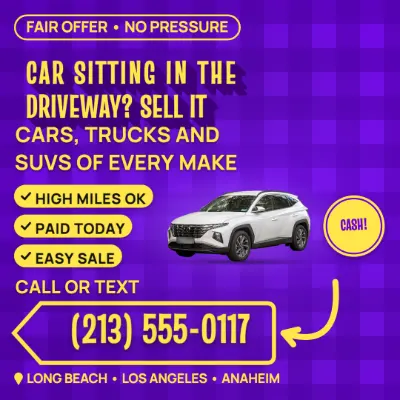 FAIR OFFER • NO PRESSURE
CAR SITTING IN THE
DRIVEWAY? SELL IT
CARS, TRUCKS AND
SUVS OF EVERY MAKE
HIGH MILES OK
PAID TODAY
EASY SALE
CASH!
CALL OR TEXT
(213) 555-0117
LONG BEACH • LOS ANGELES • ANAHEIM